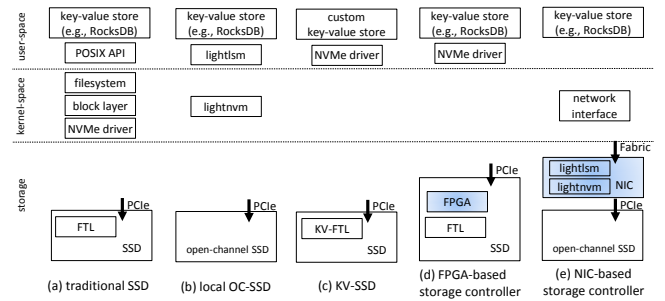 user-space
key-value store
(e.g., RocksDB)
POSIX API
key-value store
(e.g., RocksDB)
lightlsm
custom
key-value store
NVMe driver
key-value store
(e.g., RocksDB)
NVMe driver
key-value store
(e.g., RocksDB)
kernel-space
filesystem
block layer
NVMe driver
lightnvm
network
interface
storage
PCIe
FTL
SSD
PCIe
open-channel SSD
PCIe
KV-FTL
SSD
PCIe
FPGA
FTL
SSD
Fabric
lightlsm
lightnvm
NIC
PCIe
open-channel SSD
(a) traditional SSD
(b) local OC-SSD
(c) KV-SSD
(d) FPGA-based
storage controller
(e) NIC-based
storage controller